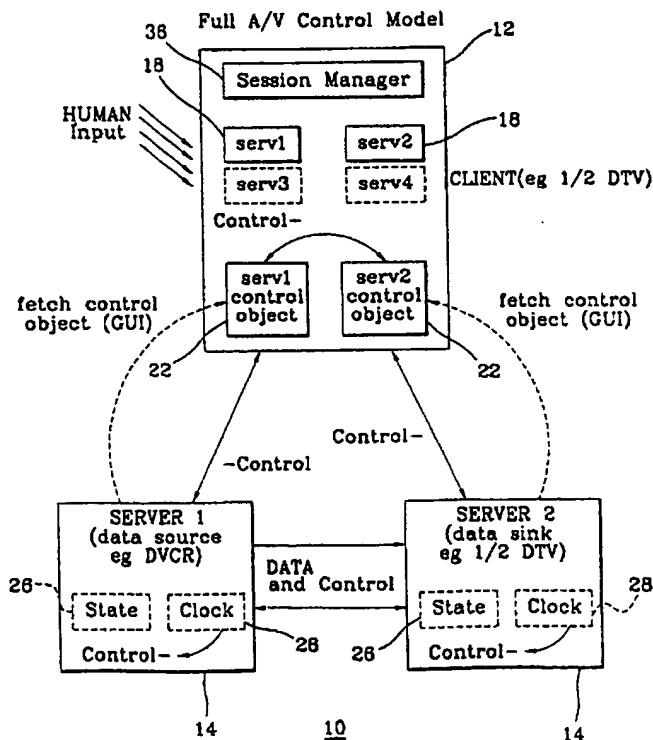 Full A/V Control Model
36
12
Session Manager
18
HUMAN
Input
serv1
serv2
18
serv3
serv4
CLIENT(eg 1/2 DTV)
Control-
serv1
control
object
serv2
control
object
fetch control
object (GUI)
fetch control
object (GUI)
22
22
-Control
Control-
SERVER 1
(data source
eg DVCR)
SERVER 2
(data sink
eg 1/2 DTV)
DATA
and Control
26
State
Clock
28
Control-
State
Clock
28
26
Control-
14
10
14